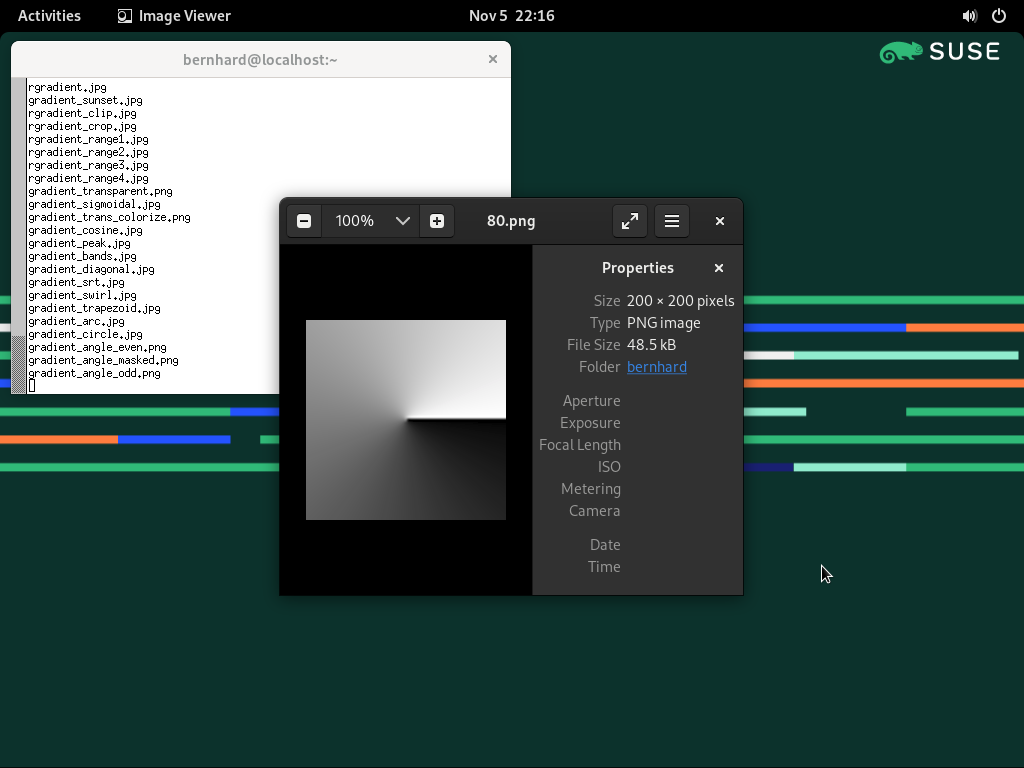 Activities
Image Viewer
Nov 5 22:16
SUSE
bernhard@localhost:~
rgradient.jpg
gradient_sunset.jpg
rgradient_clip.jpg
rgradient_crop.jpg
rgradient_range1.jpg
rgradient_range2.jpg
rgradient_range3.jpg
rgradient_range4.jpg
gradient_transparent.png
gradient_sigmoidal.jpg
gradient_trans_colorize.png
gradient_cosine.jpg
gradient_peak.jpg
gradient_bands.jpg
gradient_diagonal.jpg
gradient_srt.jpg
gradient_swirl.jpg
gradient_trapezoid.jpg
gradient_arc.jpg
gradient_circle.jpg
gradient_angle_even.png
gradient_angle_masked.png
gradient_angle_odd.png
100%
80.png
Properties
Size 200 × 200 pixels
Type PNG image
File Size 48.5 kB
Folder bernhard
Aperture
Exposure
Focal Length
ISO
Metering
Camera
Date
Time